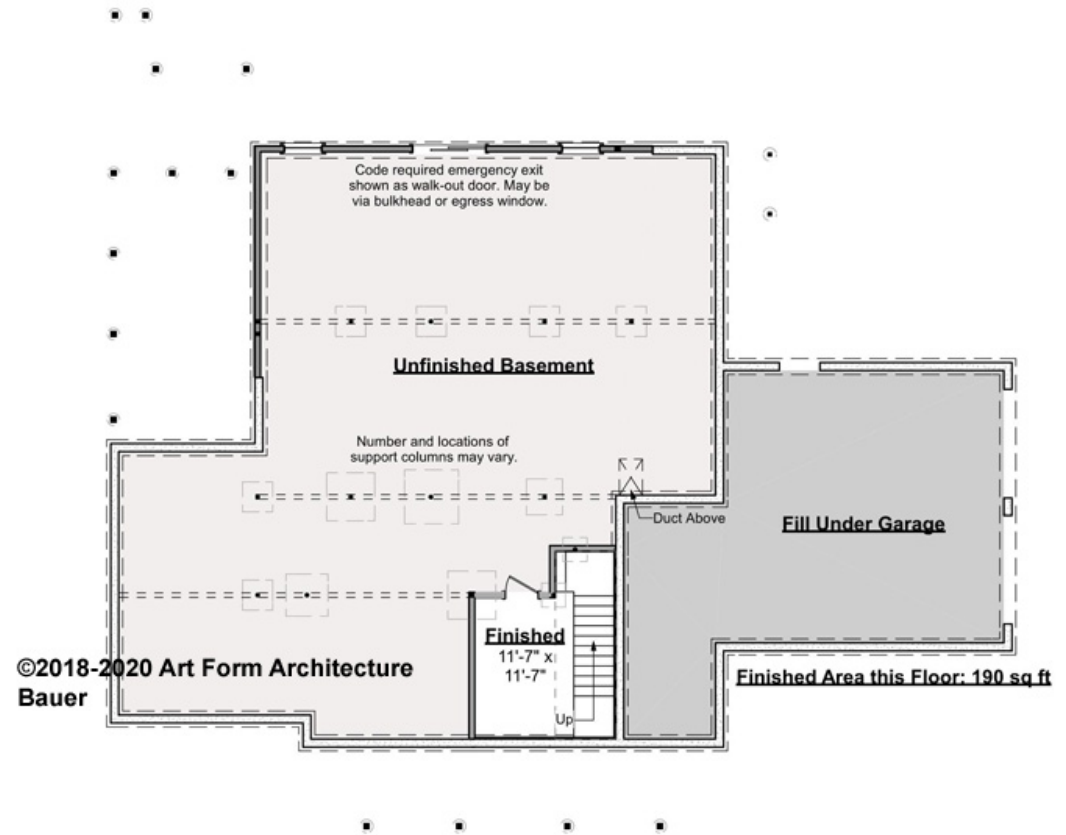 Code required emergency exit
shown as walk-out door. May be
via bulkhead or egress window.
Unfinished Basement
Number and locations of
support columns may vary.
Duct Above
Fill Under Garage
Finished
11'-7" x
11'-7"
©2018-2020 Art Form Architecture
Bauer
Finished Area this Floor: 190 sq ft
Up